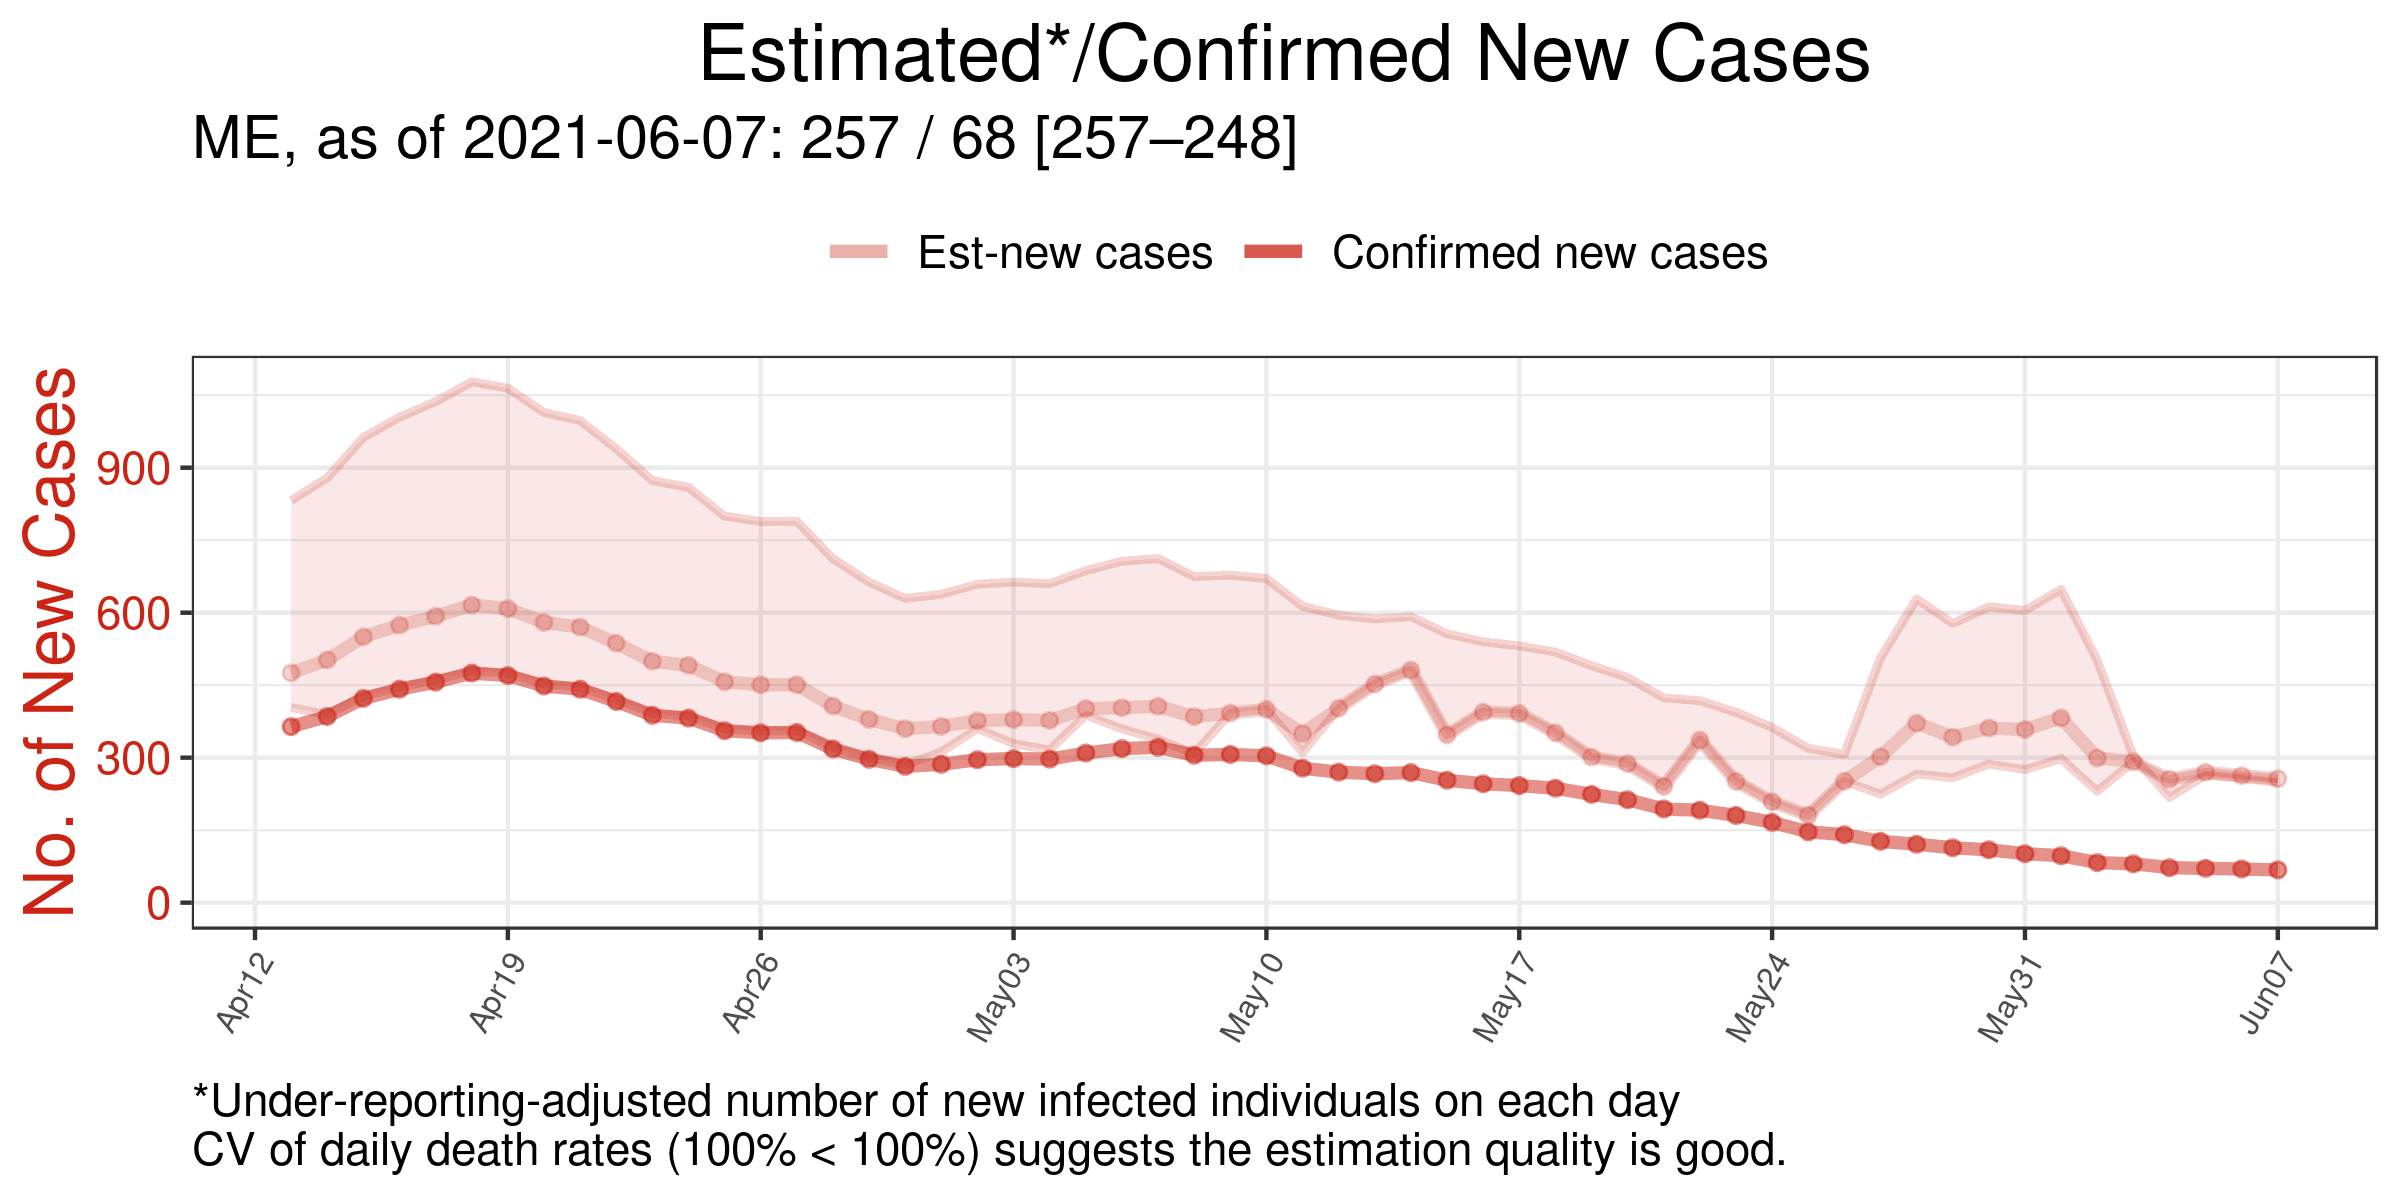 Estimated*/Confirmed New Cases
ME, as of 2021-06-07: 257 / 68 [257–248]
Est-new cases
Confirmed new cases
No. of New Cases
900
600
300
0
Apr12
Apr19
Apr26
May03
May10
May17
May24
May31
Jun07
*Under-reporting-adjusted number of new infected individuals on each day
CV of daily death rates (100% < 100%) suggests the estimation quality is good.